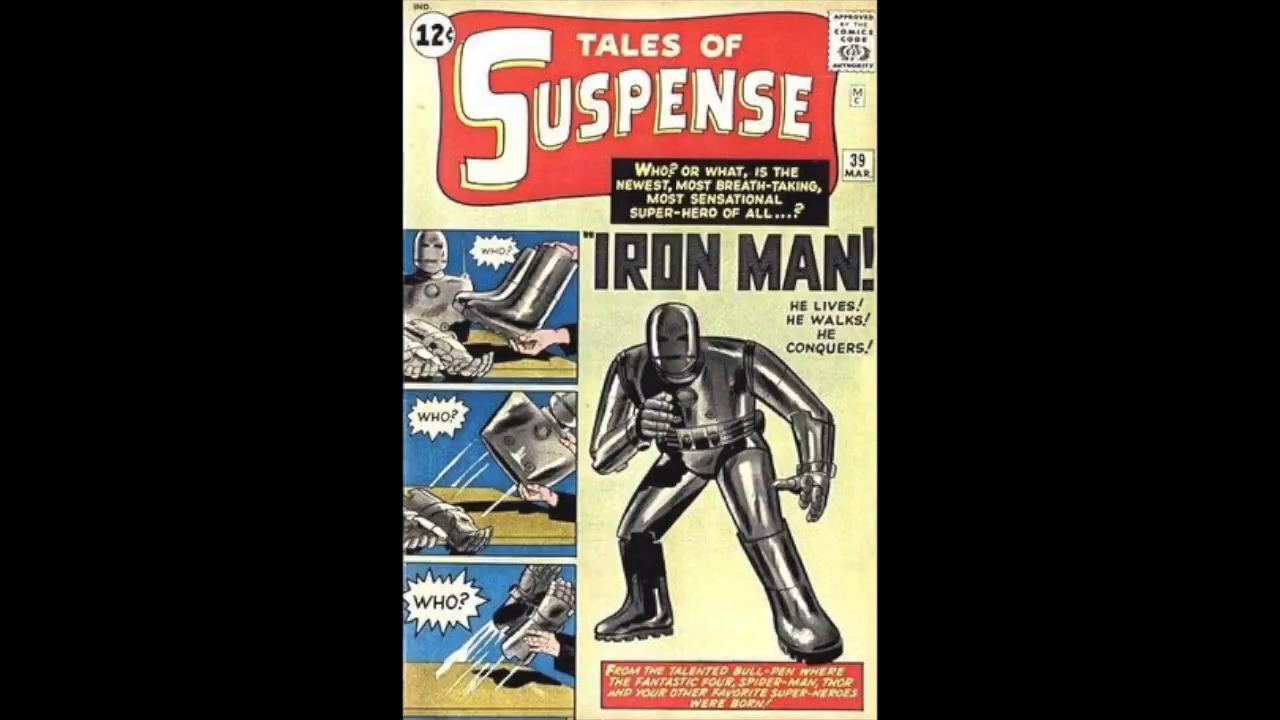 IND.
12¢
TALES OF
SUSPENSE
APPROVED
BY THE
COMICS
CODE
AUTHORITY
M
C
39
MAR.
WHO? OR WHAT, IS THE
NEWEST, MOST BREATH-TAKING,
MOST SENSATIONAL
SUPER-HERO OF ALL...?
"IRON MAN!
HE LIVES!
HE WALKS!
HE
CONQUERS!
WHO?
WHO?
WHO?
FROM THE TALENTED BULL-PEN WHERE
THE FANTASTIC FOUR, SPIDER-MAN, THOR
AND YOUR OTHER FAVORITE SUPER-HEROES
WERE BORN!